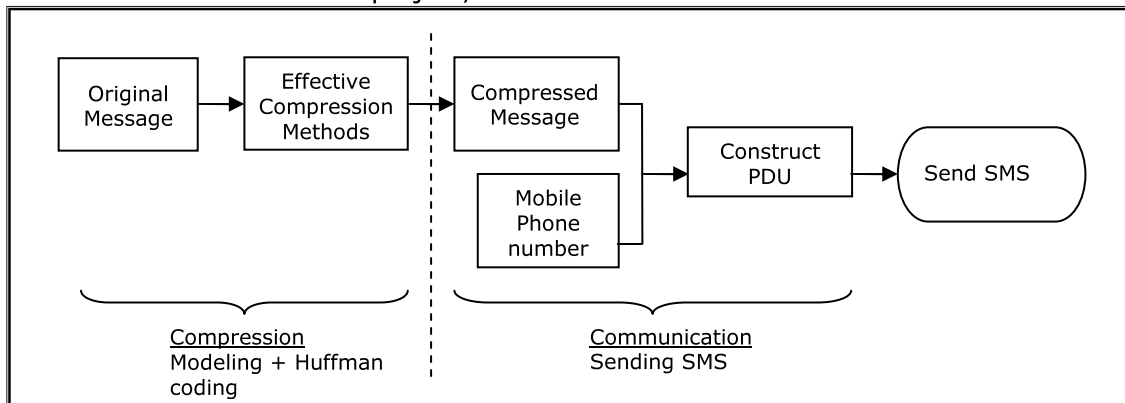 Original
Message
Effective
Compression
Methods
Compressed
Message
Mobile
Phone
number
Construct
PDU
Send SMS
Compression
Modeling + Huffman
coding
Communication
Sending SMS